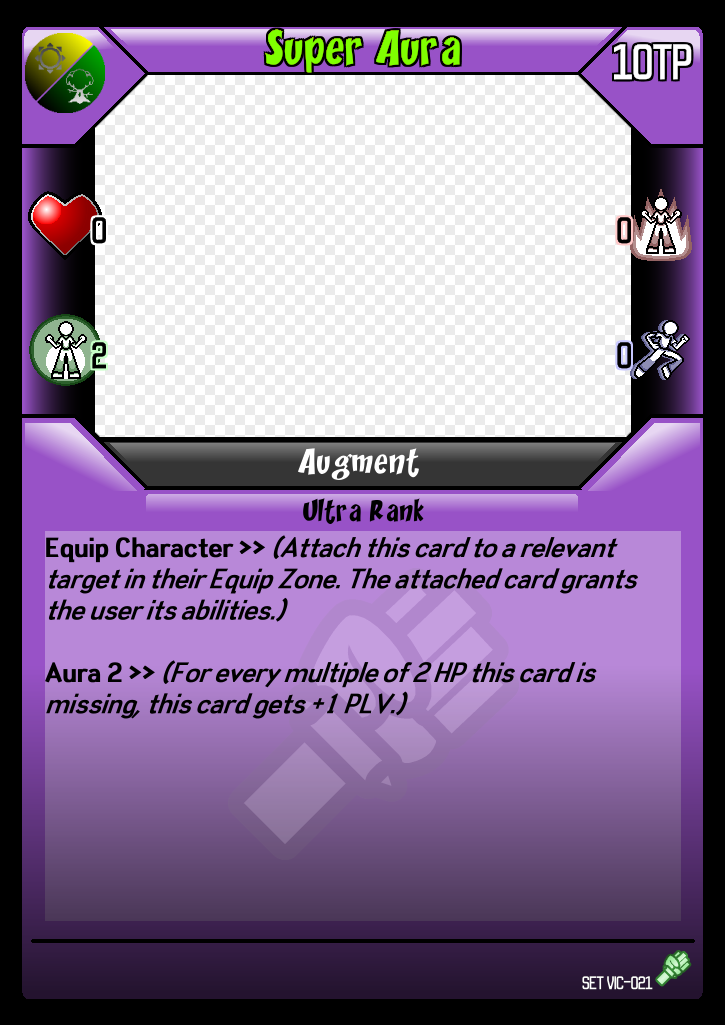 Super Aura
10TP
0
0
2
0
Augment
Ultra Rank
Equip Character >> (Attach this card to a relevant
target in their Equip Zone. The attached card grants
the user its abilities.)
Aura 2 >> (For every multiple of 2 HP this card is
missing, this card gets +1 PLV.)
SET VIC-021